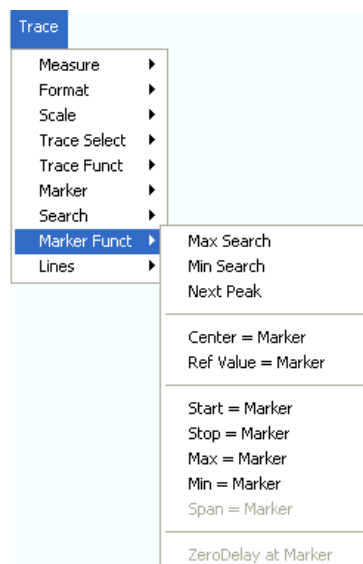 Trace
Measure
Format
Scale
Trace Select
Trace Funct
Marker
Search
Marker Funct
Lines
Max Search
Min Search
Next Peak
Center = Marker
Ref Value = Marker
Start = Marker
Stop = Marker
Max = Marker
Min = Marker
Span = Marker
ZeroDelay at Marker